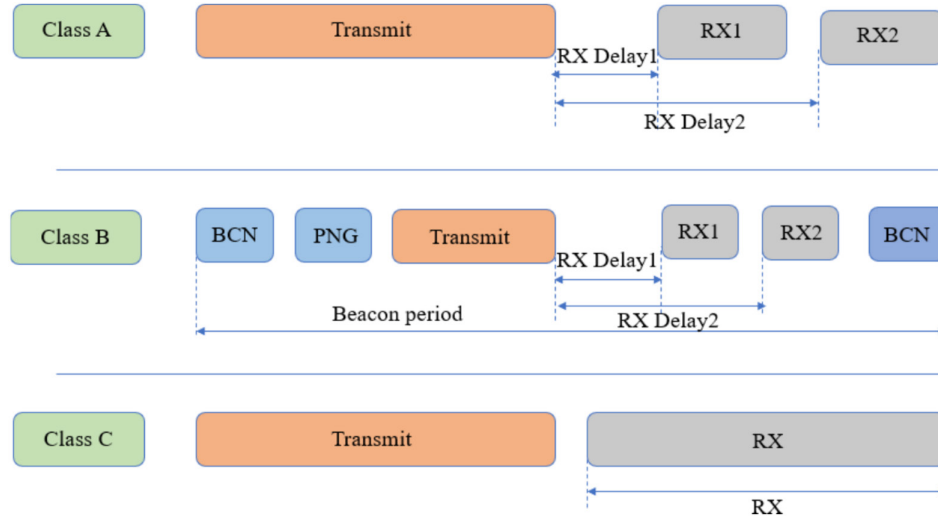 Class A
Transmit
RX1
RX2
RX Delay1
RX Delay2
Class B
BCN
PNG
Transmit
RX1
RX2
BCN
RX Delay1
Beacon period
RX Delay2
Class C
Transmit
RX
RX